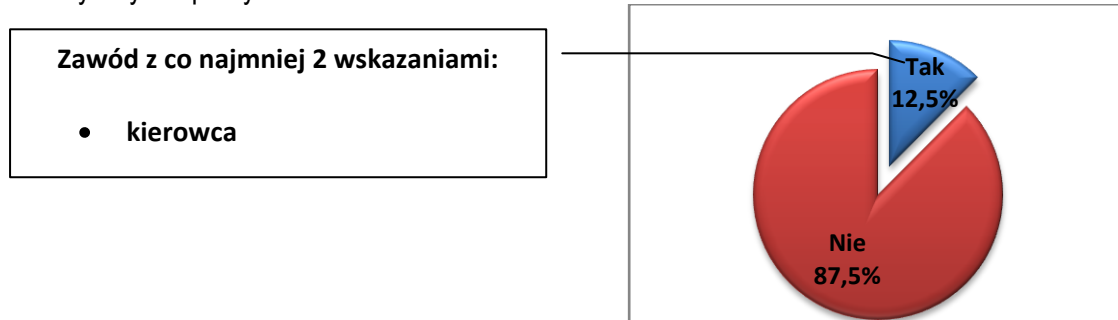 Zawód z co najmniej 2 wskazaniami:
• kierowca
Tak
12,5%
Nie
87,5%